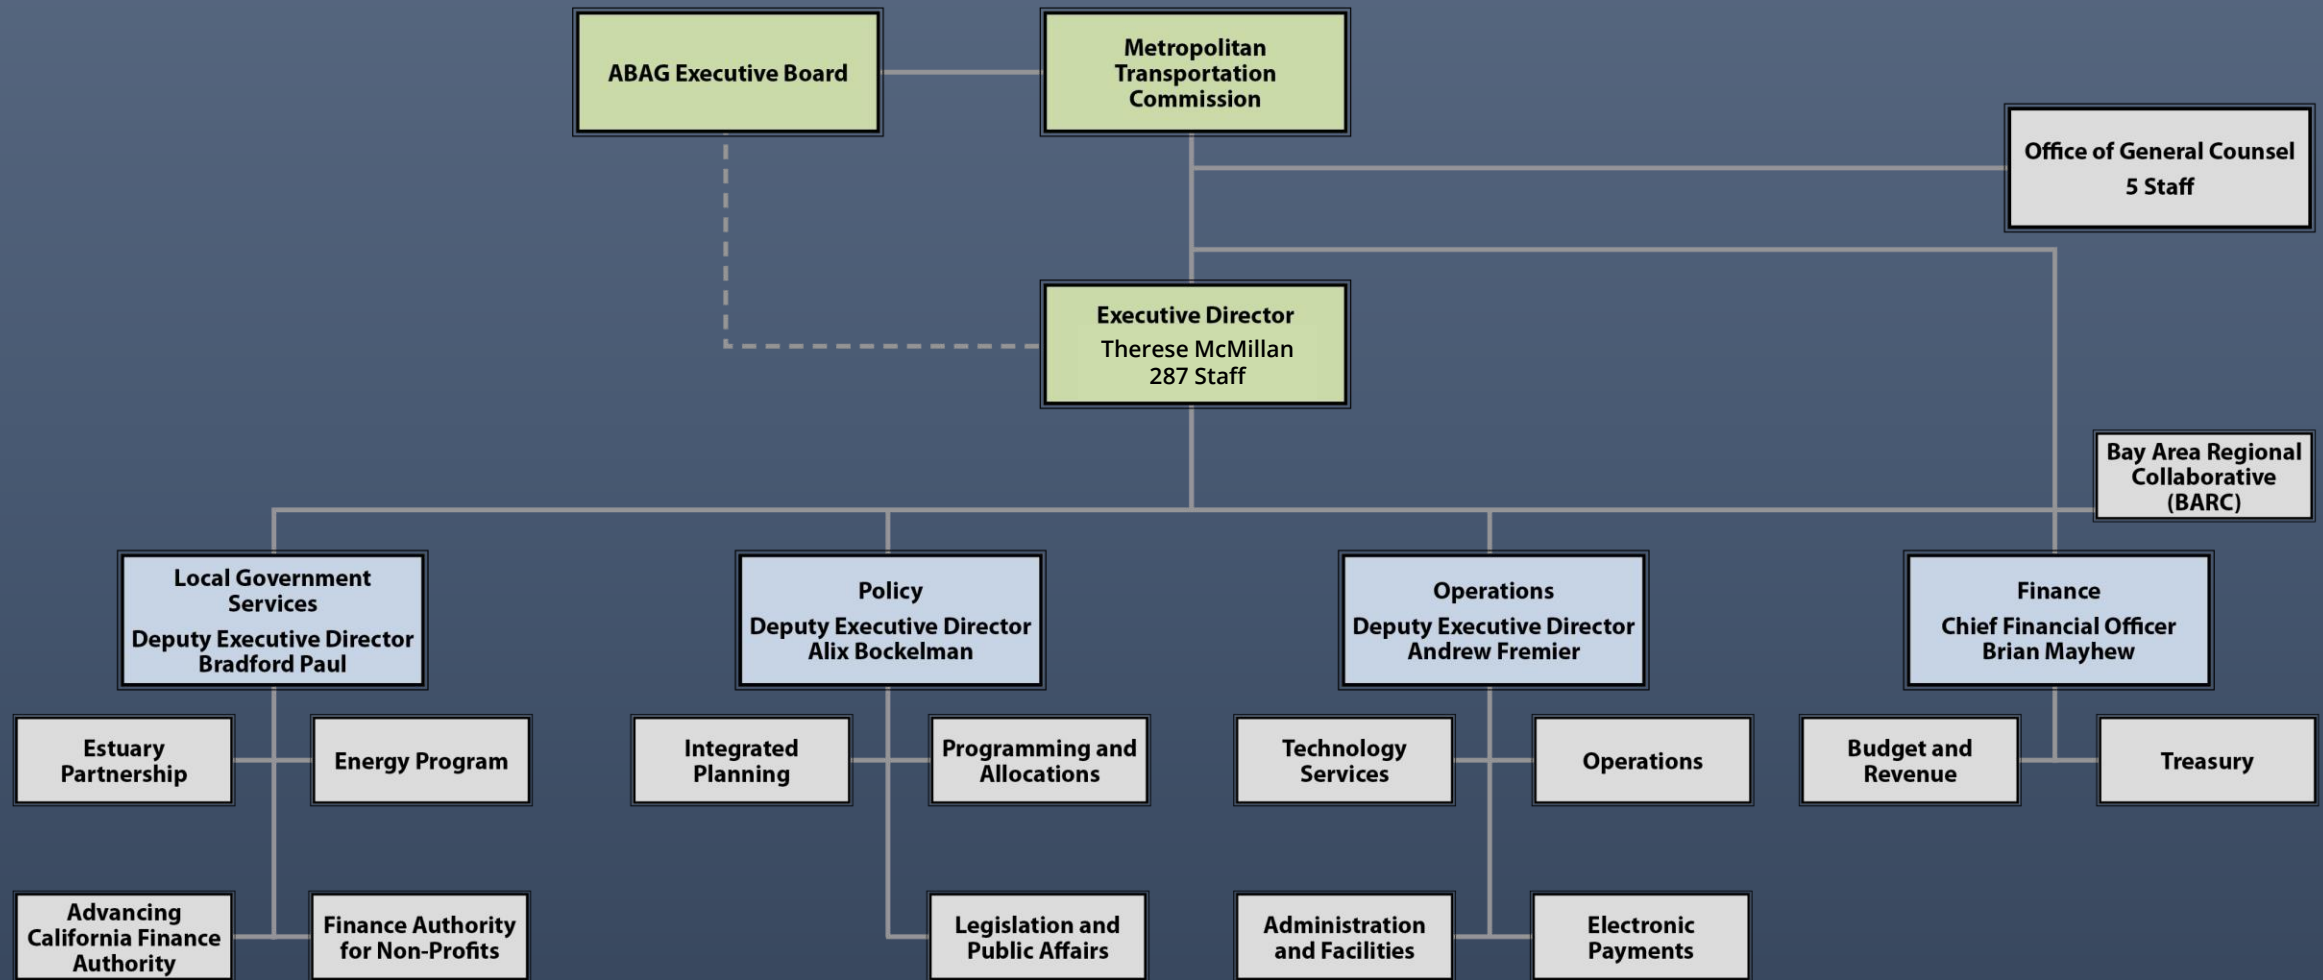 ABAG Executive Board
Metropolitan
Transportation
Commission
Office of General Counsel
5 Staff
Executive Director
Therese McMillan
287 Staff
Bay Area Regional
Collaborative
(BARC)
Local Government
Services
Deputy Executive Director
Bradford Paul
Policy
Deputy Executive Director
Alix Bockelman
Operations
Deputy Executive Director
Andrew Fremier
Finance
Chief Financial Officer
Brian Mayhew
Estuary
Partnership
Energy Program
Integrated
Planning
Programming and
Allocations
Technology
Services
Operations
Budget and
Revenue
Treasury
Advancing
California Finance
Authority
Finance Authority
for Non-Profits
Legislation and
Public Affairs
Administration
and Facilities
Electronic
Payments